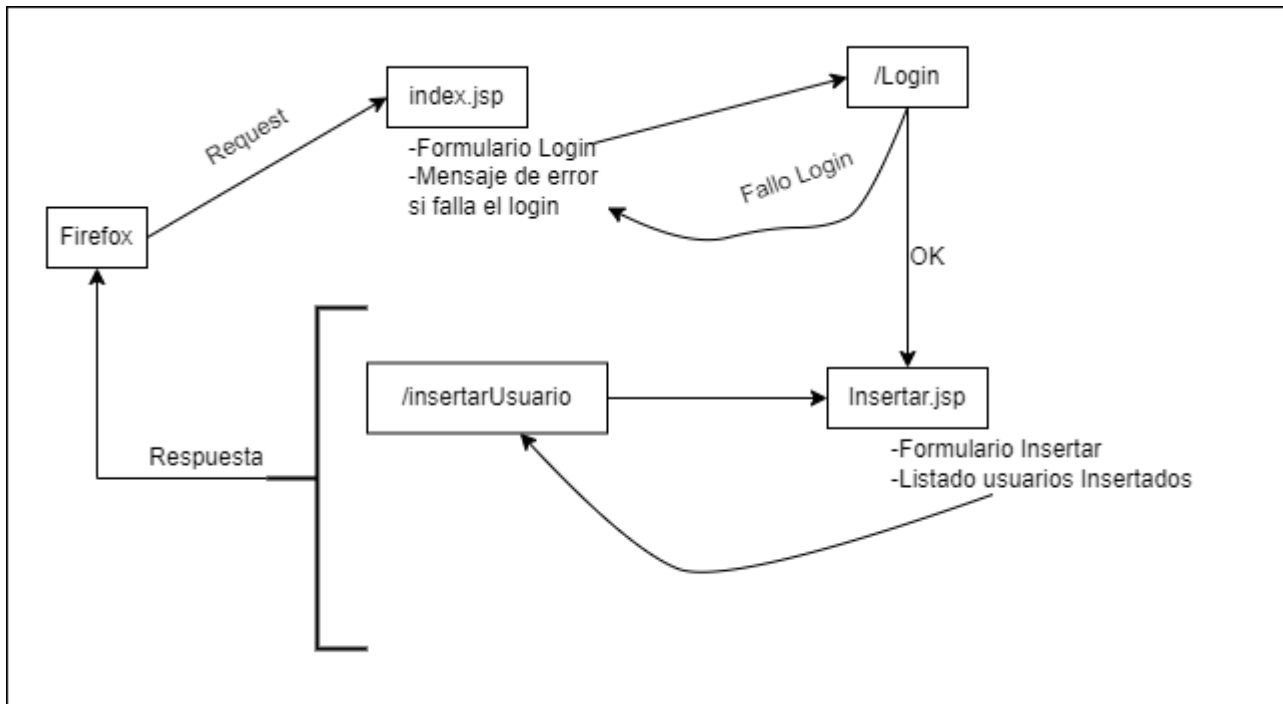 /Login
index.jsp
Request
-Formulario Login
-Mensaje de error
si falla el login
Fallo Login
Firefox
OK
/insertarUsuario
Insertar.jsp
-Formulario Insertar
-Listado usuarios Insertados
Respuesta